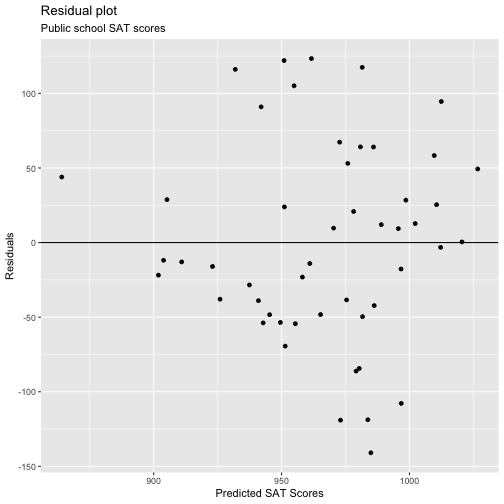 Residual plot
Public school SAT scores
100
50
0
-50
-100
-150
Residuals
900
950
1000
Predicted SAT Scores